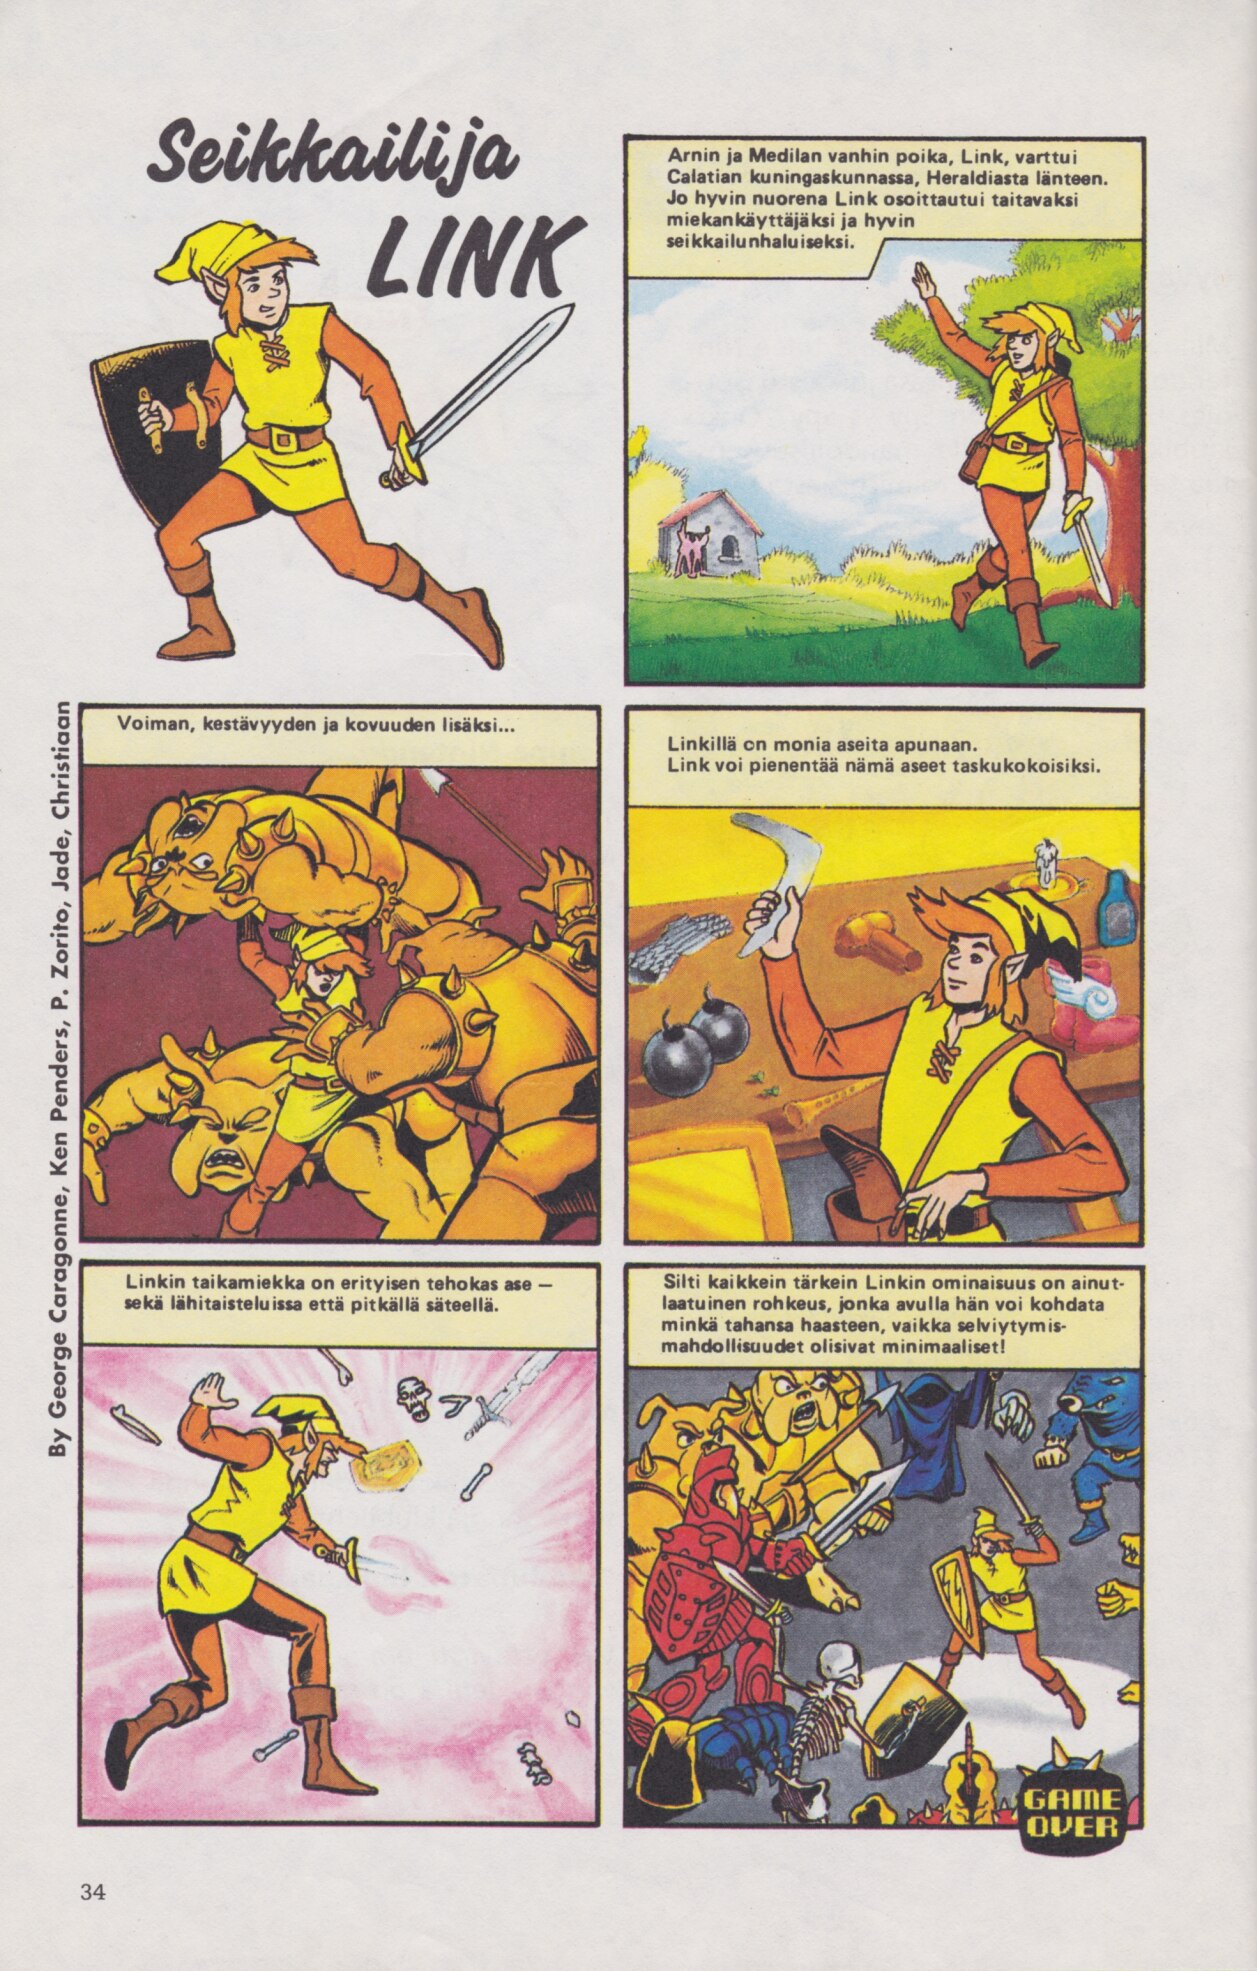 Seikkailija
LINK
Arnin ja Medilan vanhin poika, Link, varttui
Calatian kuningaskunnassa, Heraldiasta länteen.
Jo hyvin nuorena Link osoittautui taitavaksi
miekankäyttäjäksi ja hyvin
seikkailunhaluiseksi.
Voiman, kestävyyden ja kovuuden lisäksi...
Linkillä on monia aseita apunaan.
Link voi pienentää nämä aseet taskukokoisiksi.
Linkin taikamiekka on erityisen tehokas ase —
sekä lähitaisteluissa että pitkällä säteellä.
Silti kaikkein tärkein Linkin ominaisuus on ainut-
laatuinen rohkeus, jonka avulla hän voi kohdata
minkä tahansa haasteen, vaikka selviytymis-
mahdollisuudet olisivat minimaaliset!
GAME
OVER
By George Caragonne, Ken Penders, P. Zorito, Jade, Christiaan
34